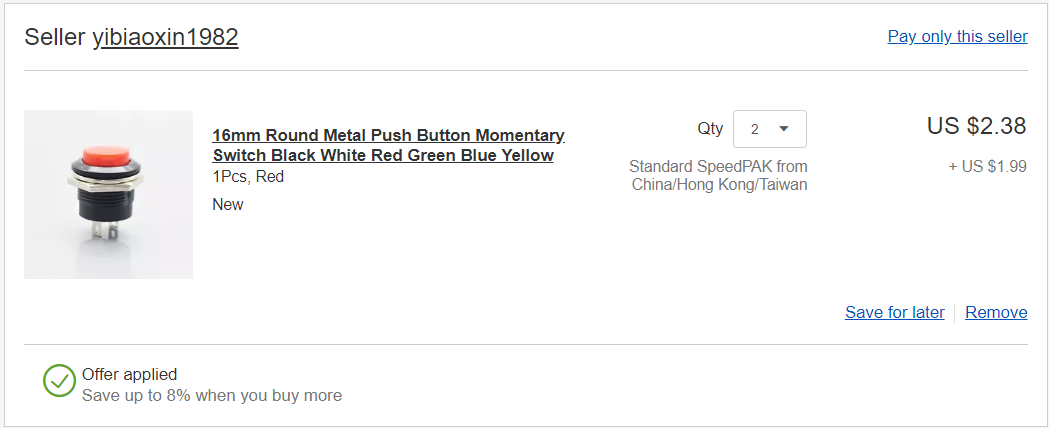 Seller yibiaoxin1982
Pay only this seller
16mm Round Metal Push Button Momentary
Switch Black White Red Green Blue Yellow
1Pcs, Red
New
Qty 2
US $2.38
Standard SpeedPAK from
China/Hong Kong/Taiwan
+ US $1.99
Save for later
Remove
Offer applied
Save up to 8% when you buy more